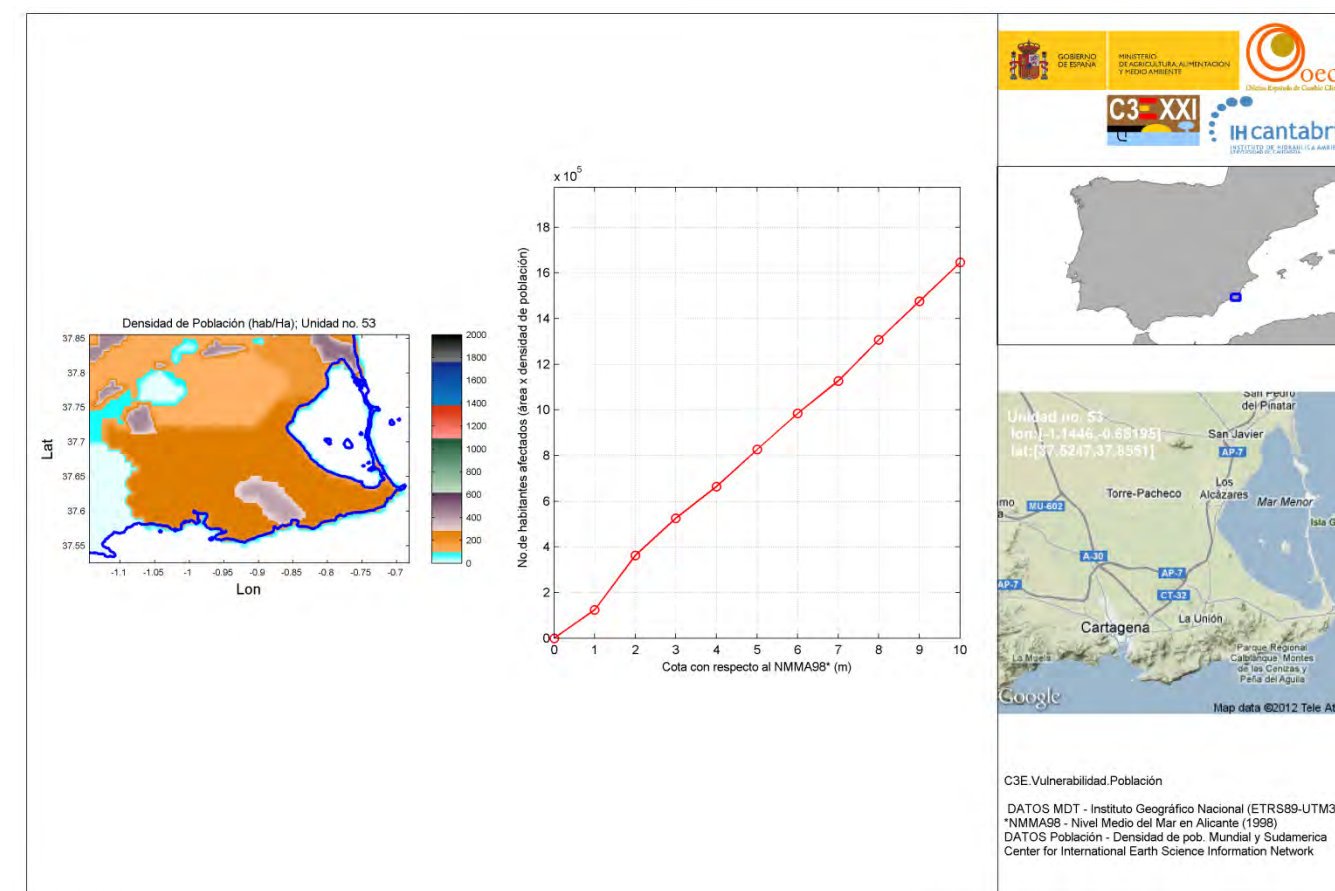 Densidad de Población (hab/Ha); Unidad no. 53
37.85
37.8
37.75
37.7
37.65
37.6
37.55
Lat
-1.1
-1.05
-1
-0.95
-0.9
-0.85
-0.8
-0.75
-0.7
Lon
2000
1800
1600
1400
1200
1000
800
600
400
200
0
x 10⁵
18
16
14
12
10
8
6
4
2
0
No.de habitantes afectados (área x densidad de población)
0
1
2
3
4
5
6
7
8
9
10
Cota con respecto al NMMA98* (m)
GOBIERNO
DE ESPAÑA
MINISTERIO
DE AGRICULTURA, ALIMENTACIÓN
Y MEDIO AMBIENTE
oecc
C3E XXI
IHcantabr
Unidad no. 53
lon:[-1.1446,-0.68195]
lat:[37.5247,37.8551]
San Pedro
del Pinatar
San Javier
AP-7
Los
Alcázares
Torre-Pacheco
Mar Menor
MU-602
Isla G
A-30
AP-7
AP-7
CT-32
La Unión
Cartagena
La Muela
Parque Regional
Calblanque, Montes
de las Cenizas y
Peña del Aguila
Google
Map data ©2012 Tele At
C3E.Vulnerabilidad.Población
DATOS MDT - Instituto Geográfico Nacional (ETRS89-UTM3
*NMMA98 - Nivel Medio del Mar en Alicante (1998)
DATOS Población - Densidad de pob. Mundial y Sudamerica
Center for International Earth Science Information Network